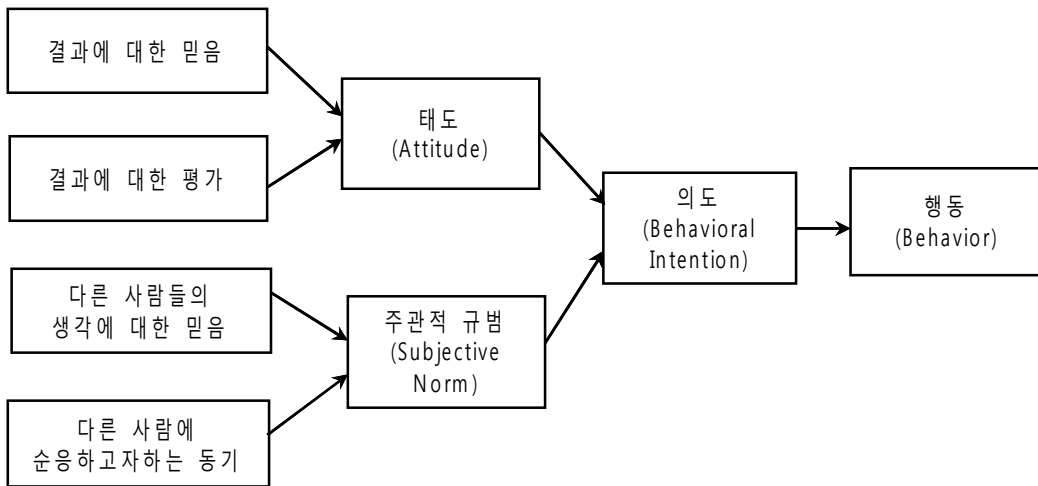 결과에 대한 믿음
결과에 대한 평가
태도
(Attitude)
의도
(Behavioral
Intention)
행동
(Behavior)
다른 사람들의
생각에 대한 믿음
주관적 규범
(Subjective
Norm)
다른 사람에
순응하고자하는 동기